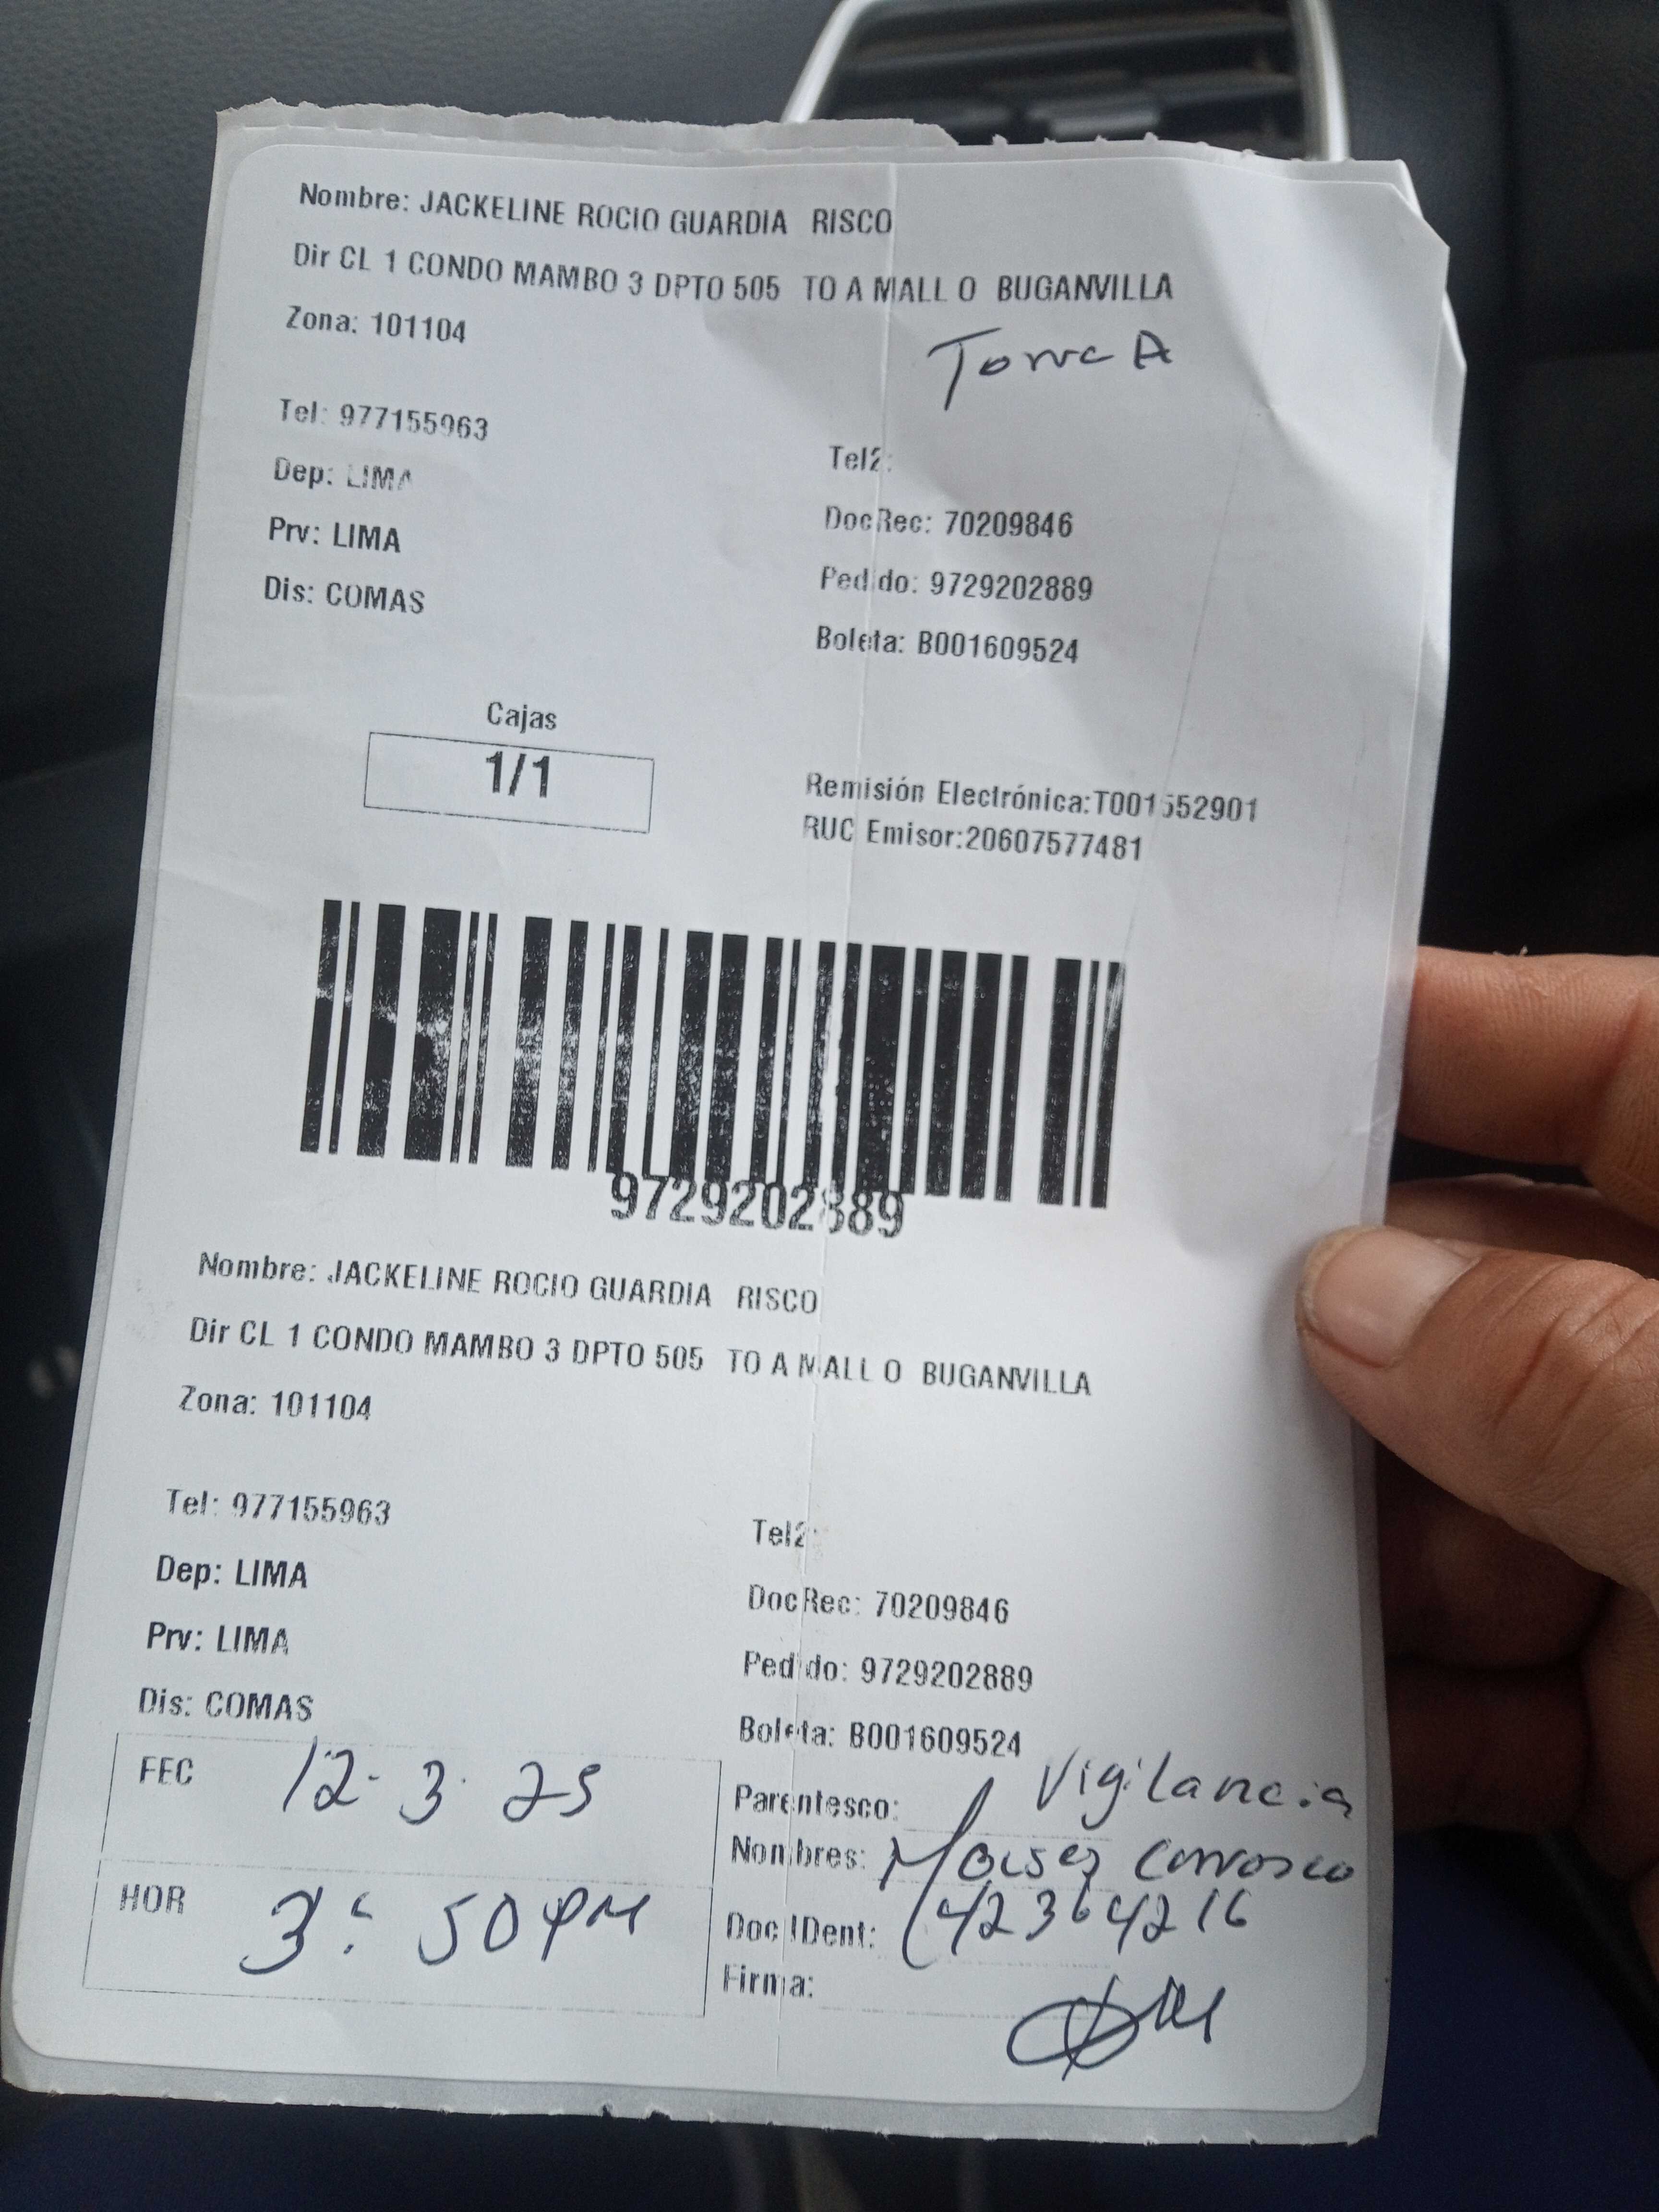 Nombre: JACKELINE ROCIO GUARDIA RISCO
Dir CL 1 CONDO MAMBO 3 DPTO 505 TO A MALL O BUGANVILLA
Zona: 101104
Torre A
Tel: 977155963
Tel2:
Dep: LIMA
DocRec: 70209846
Prv: LIMA
Pedido: 9729202889
Dis: COMAS
Boleta: B001609524
Cajas
1/1
Remisión Electrónica:T001552901
RUC Emisor:20607577481
9729202889
Nombre: JACKELINE ROCIO GUARDIA RISCO
Dir CL 1 CONDO MAMBO 3 DPTO 505 TO A MALL O BUGANVILLA
Zona: 101104
Tel: 977155963
Tel2:
Dep: LIMA
DocRec: 70209846
Prv: LIMA
Pedido: 9729202889
Dis: COMAS
Boleta: B001609524
FEC 12-3-25
Parentesco: Vigilancia
Nombres: Moises
HOR 3:50 PM
Doc IDent: 42364216
Firma: